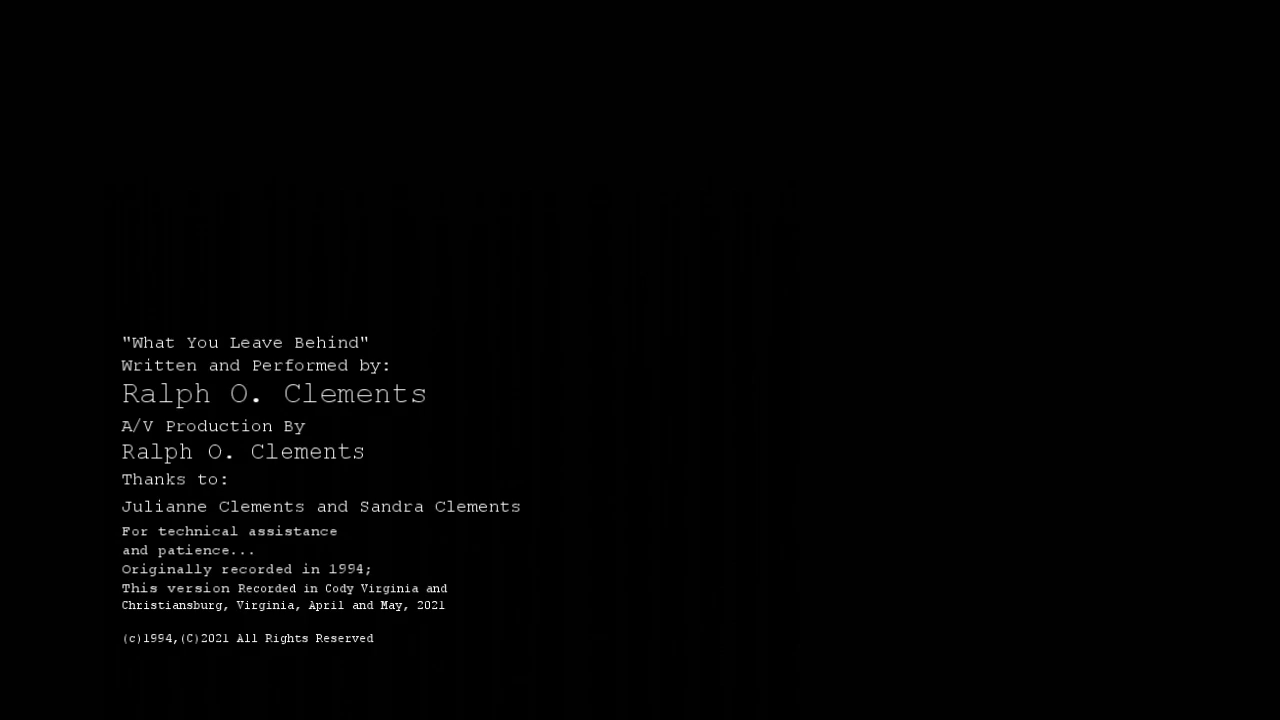 "What You Leave Behind"
Written and Performed by:
Ralph O. Clements
A/V Production By
Ralph O. Clements
Thanks to:
Julianne Clements and Sandra Clements
For technical assistance
and patience...
Originally recorded in 1994;
This version Recorded in Cody Virginia and
Christiansburg, Virginia, April and May, 2021
(c)1994,(C)2021 All Rights Reserved